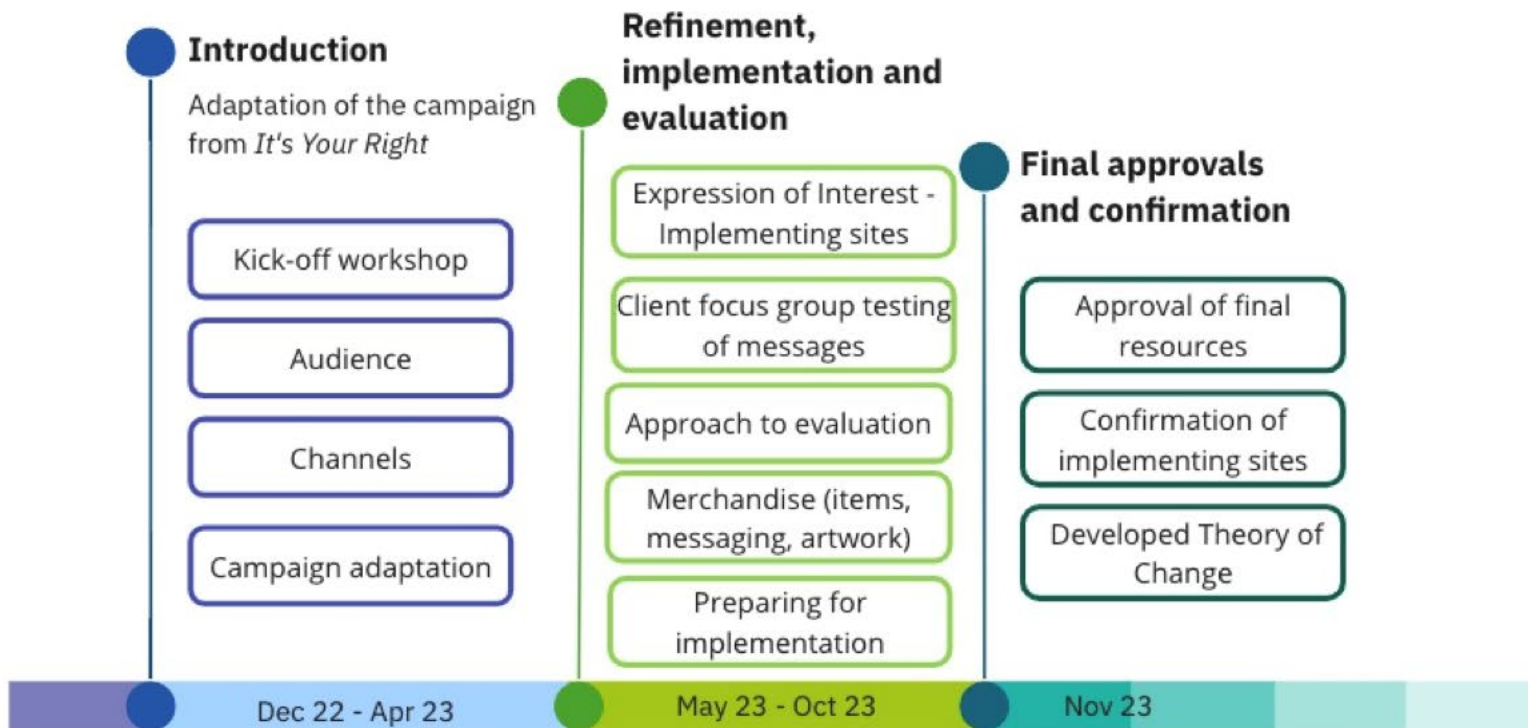 Introduction
Adaptation of the campaign
from It's Your Right
Kick-off workshop
Audience
Channels
Campaign adaptation
Dec 22 - Apr 23
Refinement,
implementation and
evaluation
Expression of Interest -
Implementing sites
Client focus group testing
of messages
Approach to evaluation
Merchandise (items,
messaging, artwork)
Preparing for
implementation
May 23 - Oct 23
Final approvals
and confirmation
Approval of final
resources
Confirmation of
implementing sites
Developed Theory of
Change
Nov 23